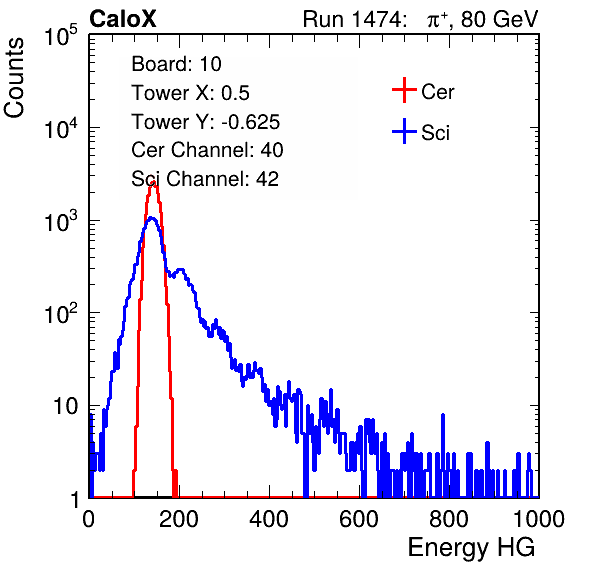 CaloX Run 1474: π⁺, 80 GeV
Counts
10⁵
10⁴
10³
10²
10
1
Board: 10
Tower X: 0.5
Tower Y: -0.625
Cer Channel: 40
Sci Channel: 42
Cer
Sci
0 200 400 600 800 1000
Energy HG